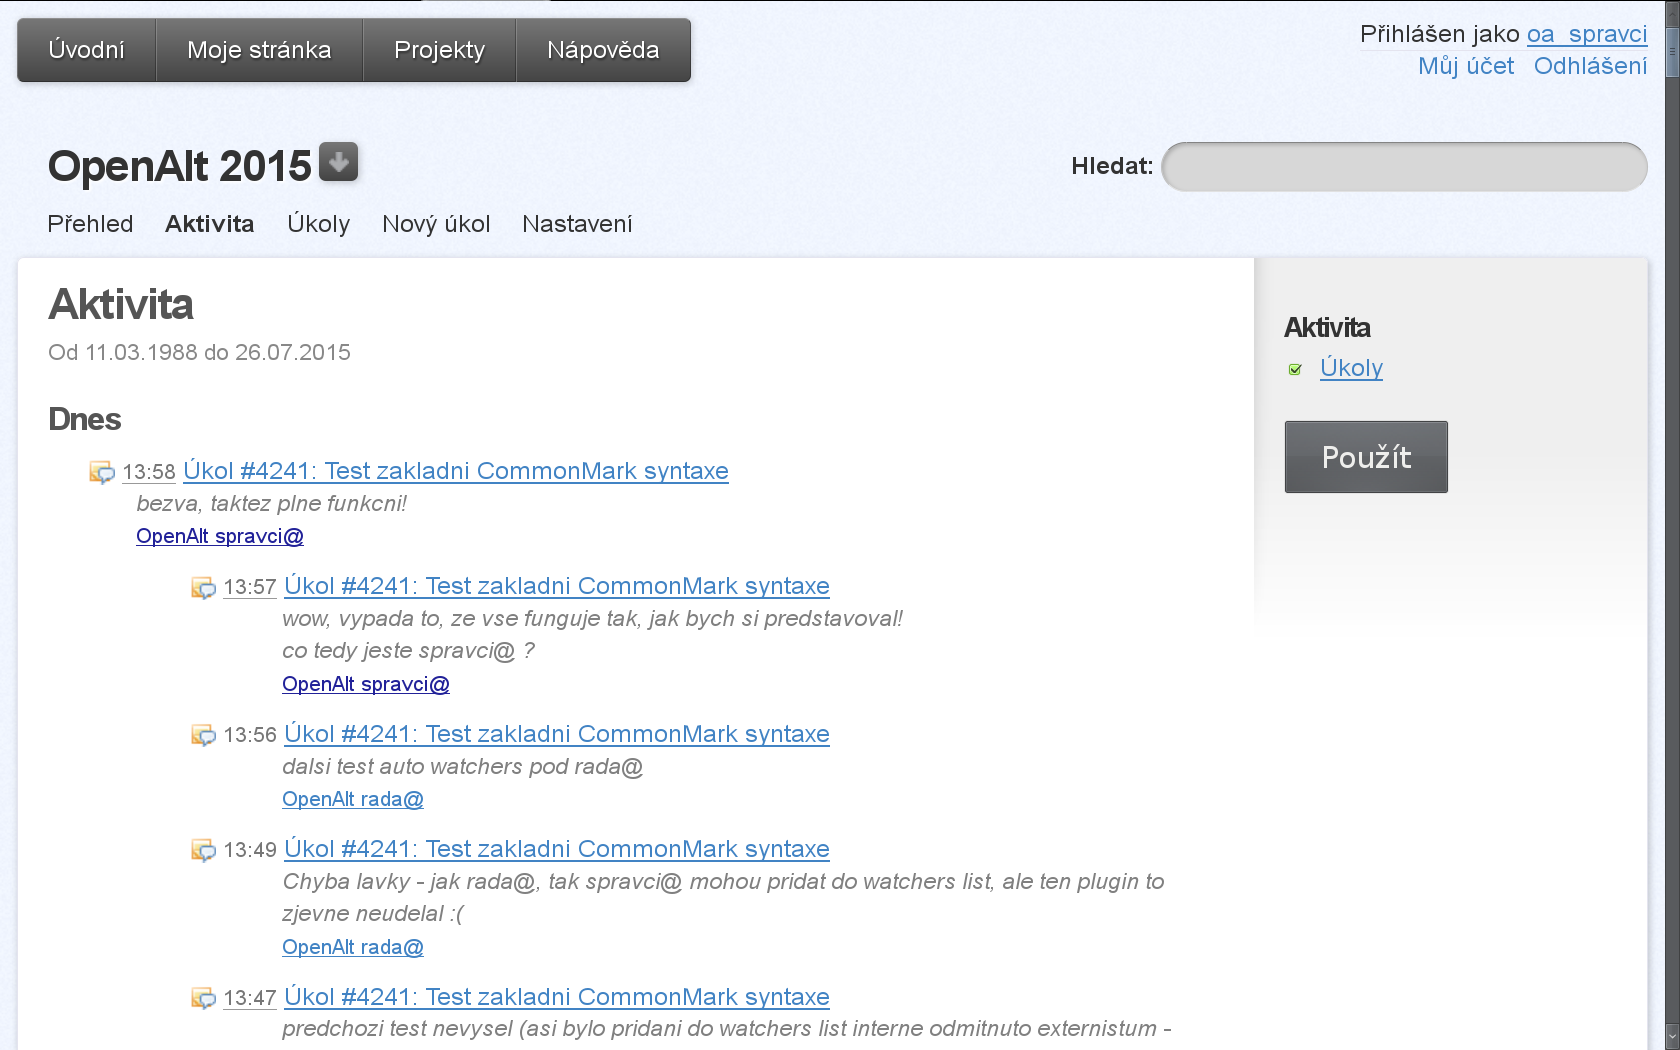 Úvodní
Moje stránka
Projekty
Nápověda
Přihlášen jako oa_spravci
Můj účet
Odhlášení
OpenAlt 2015
Hledat:
Přehled
Aktivita
Úkoly
Nový úkol
Nastavení
Aktivita
Od 11.03.1988 do 26.07.2015
Dnes
13:58 Úkol #4241: Test zakladni CommonMark syntaxe
bezva, taktez plne funkcni!
OpenAlt spravci@
13:57 Úkol #4241: Test zakladni CommonMark syntaxe
wow, vypada to, ze vse funguje tak, jak bych si predstavoval!
co tedy jeste spravci@ ?
OpenAlt spravci@
13:56 Úkol #4241: Test zakladni CommonMark syntaxe
dalsi test auto watchers pod rada@
OpenAlt rada@
13:49 Úkol #4241: Test zakladni CommonMark syntaxe
Chyba lavky - jak rada@, tak spravci@ mohou pridat do watchers list, ale ten plugin to
zjevne neudelal :(
OpenAlt rada@
13:47 Úkol #4241: Test zakladni CommonMark syntaxe
predchozi test nevysel (asi bylo pridani do watchers list interne odmitnuto externistum -
Aktivita
Úkoly
Použít